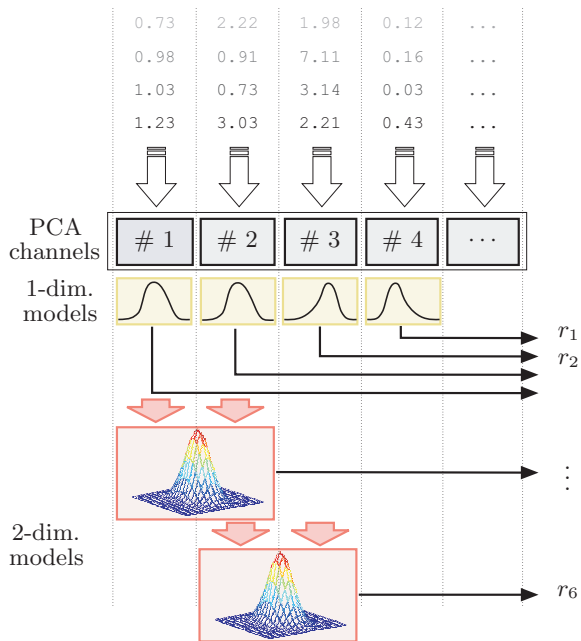 0.73 2.22 1.98 0.12 ...
0.98 0.91 7.11 0.16 ...
1.03 0.73 3.14 0.03 ...
1.23 3.03 2.21 0.43 ...
PCA
channels
# 1 # 2 # 3 # 4 ...
1-dim.
models
r1
r2
⋮
2-dim.
models
r6